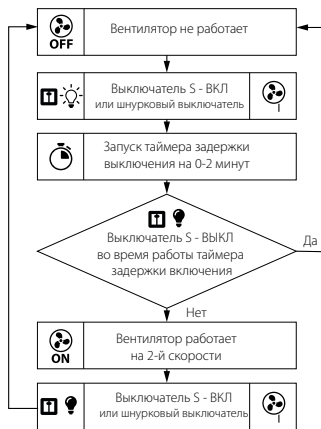 OFF
Вентилятор не работает
Выключатель S - ВКЛ
или шнурковый выключатель
Запуск таймера задержки
выключения на 0-2 минут
Выключатель S - ВЫКЛ
во время работы таймера
задержки включения
Да
Нет
ON
Вентилятор работает
на 2-й скорости
Выключатель S - ВКЛ
или шнурковый выключатель